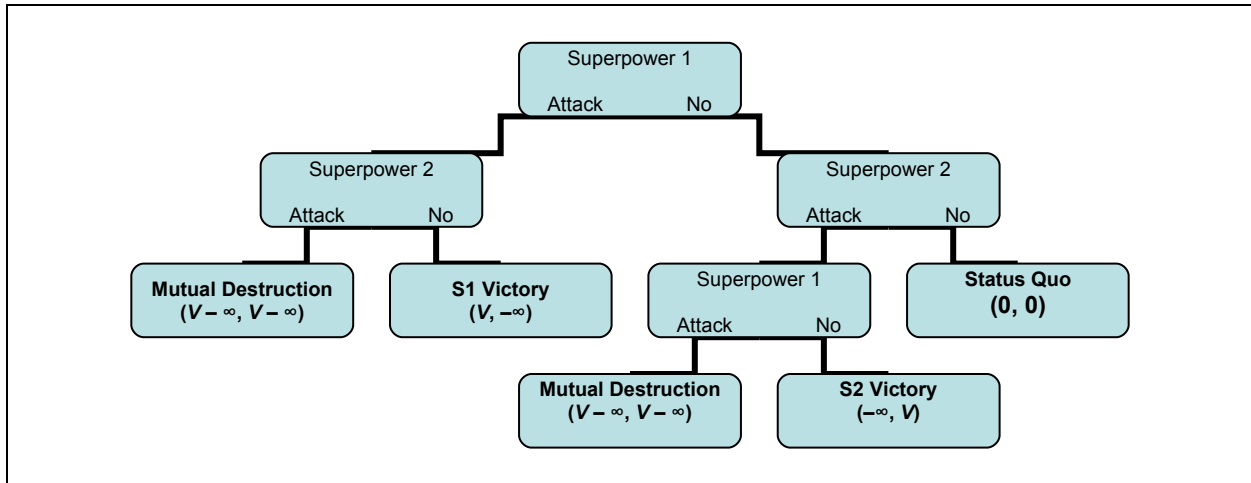 Superpower 1
Attack No
Superpower 2
Attack No
Superpower 2
Attack No
Mutual Destruction
(V – ∞, V – ∞)
S1 Victory
(V, –∞)
Superpower 1
Attack No
Status Quo
(0, 0)
Mutual Destruction
(V – ∞, V – ∞)
S2 Victory
(–∞, V)